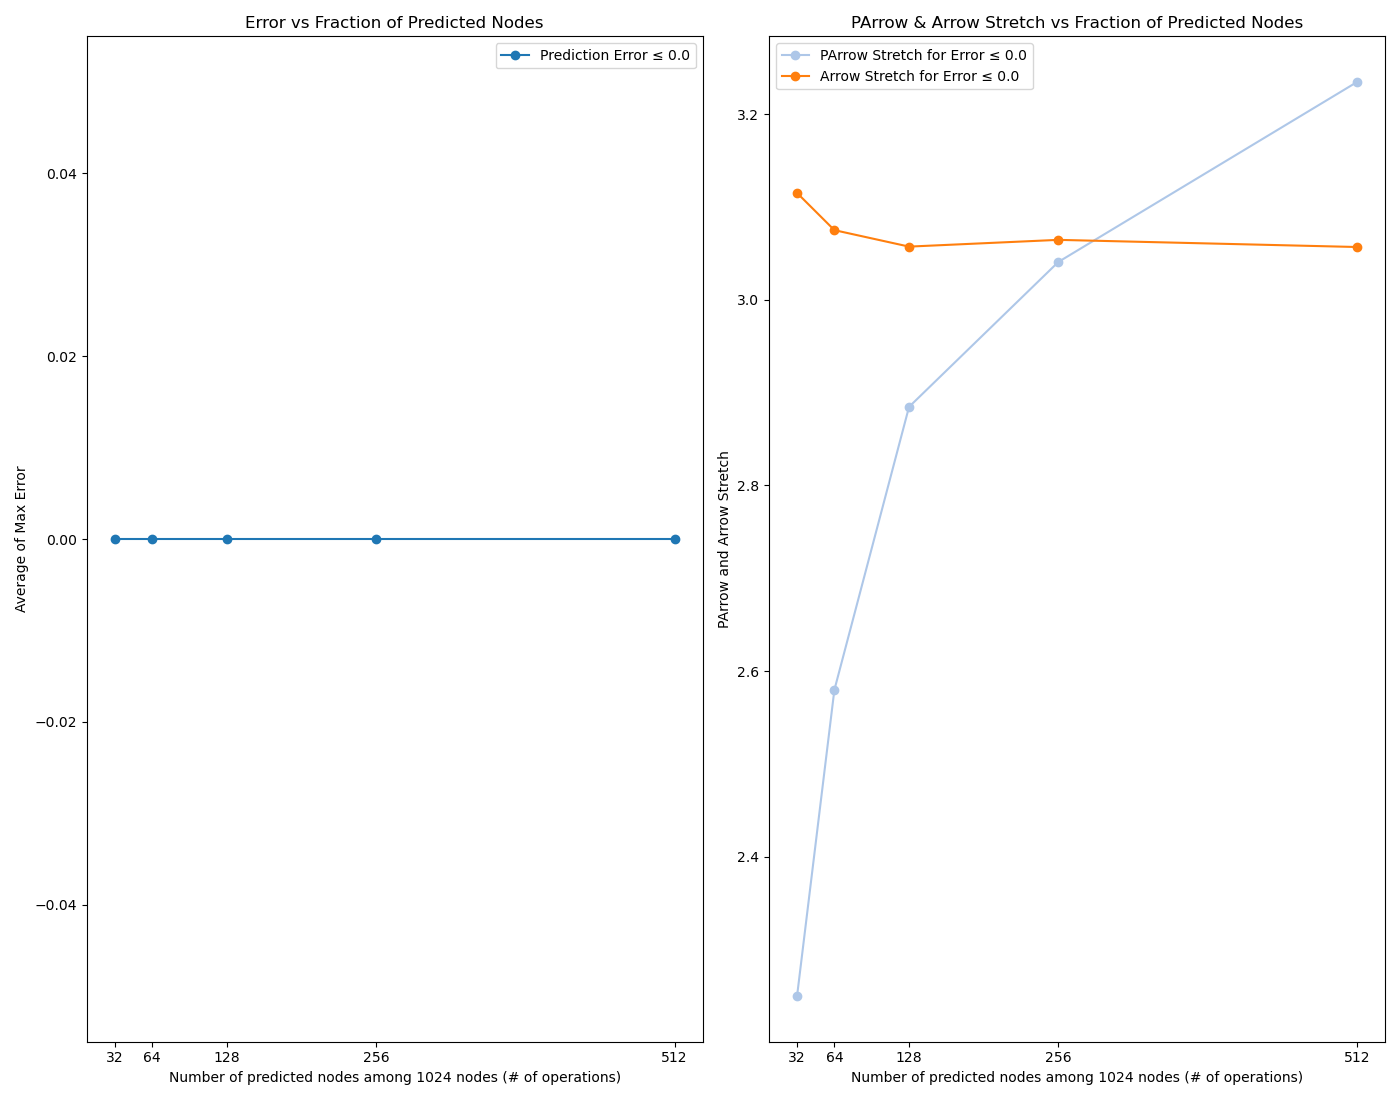 Error vs Fraction of Predicted Nodes
Prediction Error ≤ 0.0
0.04
0.02
0.00
−0.02
−0.04
Average of Max Error
32 64 128 256 512
Number of predicted nodes among 1024 nodes (# of operations)
PArrow & Arrow Stretch vs Fraction of Predicted Nodes
PArrow Stretch for Error ≤ 0.0
Arrow Stretch for Error ≤ 0.0
3.2
3.0
2.8
2.6
2.4
PArrow and Arrow Stretch
32 64 128 256 512
Number of predicted nodes among 1024 nodes (# of operations)